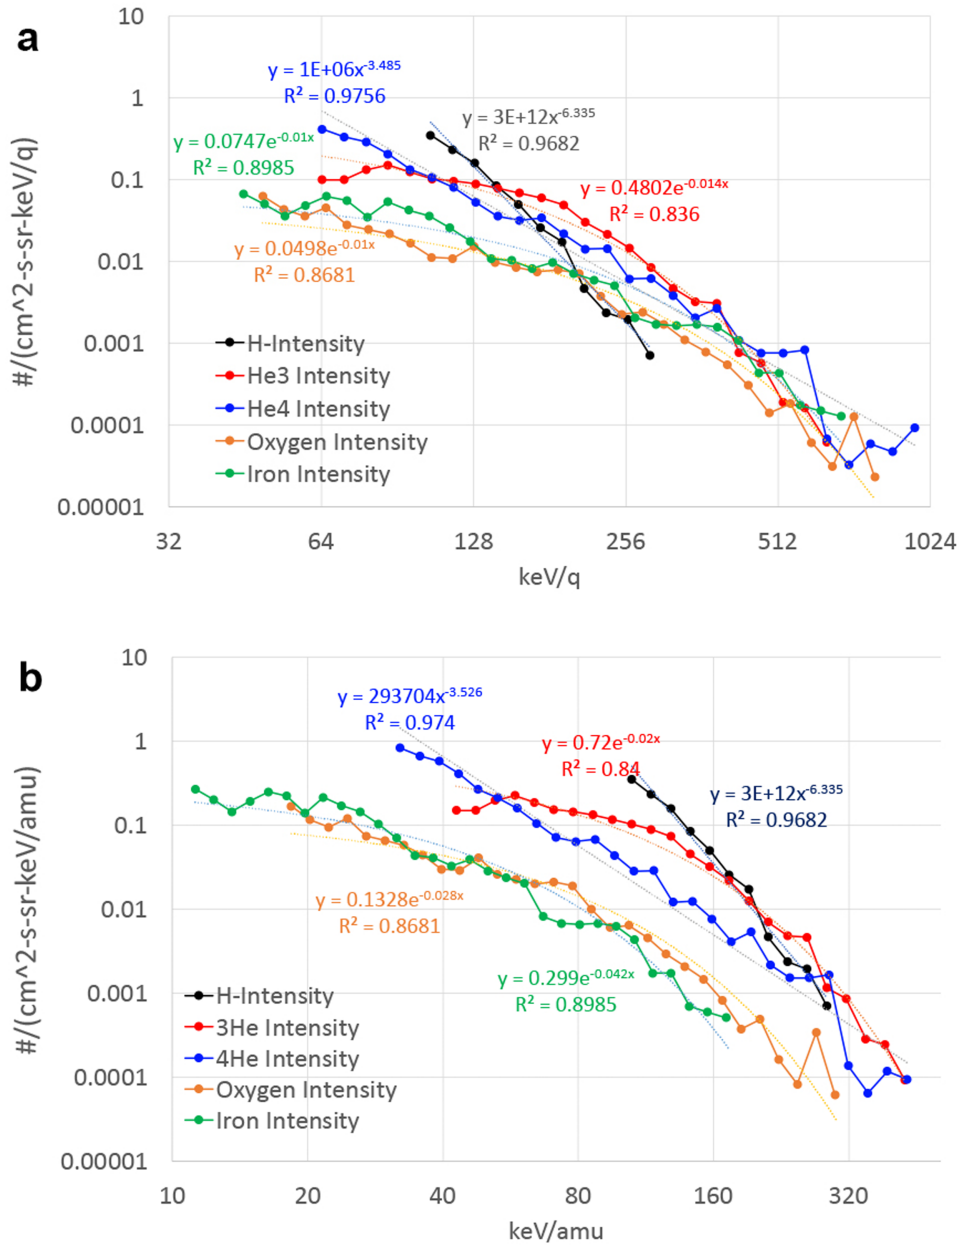 a
10
1
0.1
0.01
0.001
0.0001
0.00001
#/(cm^2-s-sr-keV/q)
y = 1E+06x^-3.485
R² = 0.9756
y = 3E+12x^-6.335
R² = 0.9682
y = 0.0747e^-0.01x
R² = 0.8985
y = 0.4802e^-0.014x
R² = 0.836
y = 0.0498e^-0.01x
R² = 0.8681
H-Intensity
He3 Intensity
He4 Intensity
Oxygen Intensity
Iron Intensity
32 64 128 256 512 1024
keV/q
b
10
1
0.1
0.01
0.001
0.0001
0.00001
#/(cm^2-s-sr-keV/amu)
y = 293704x^-3.526
R² = 0.974
y = 0.72e^-0.02x
R² = 0.84
y = 3E+12x^-6.335
R² = 0.9682
y = 0.1328e^-0.028x
R² = 0.8681
y = 0.299e^-0.042x
R² = 0.8985
H-Intensity
3He Intensity
4He Intensity
Oxygen Intensity
Iron Intensity
10 20 40 80 160 320
keV/amu